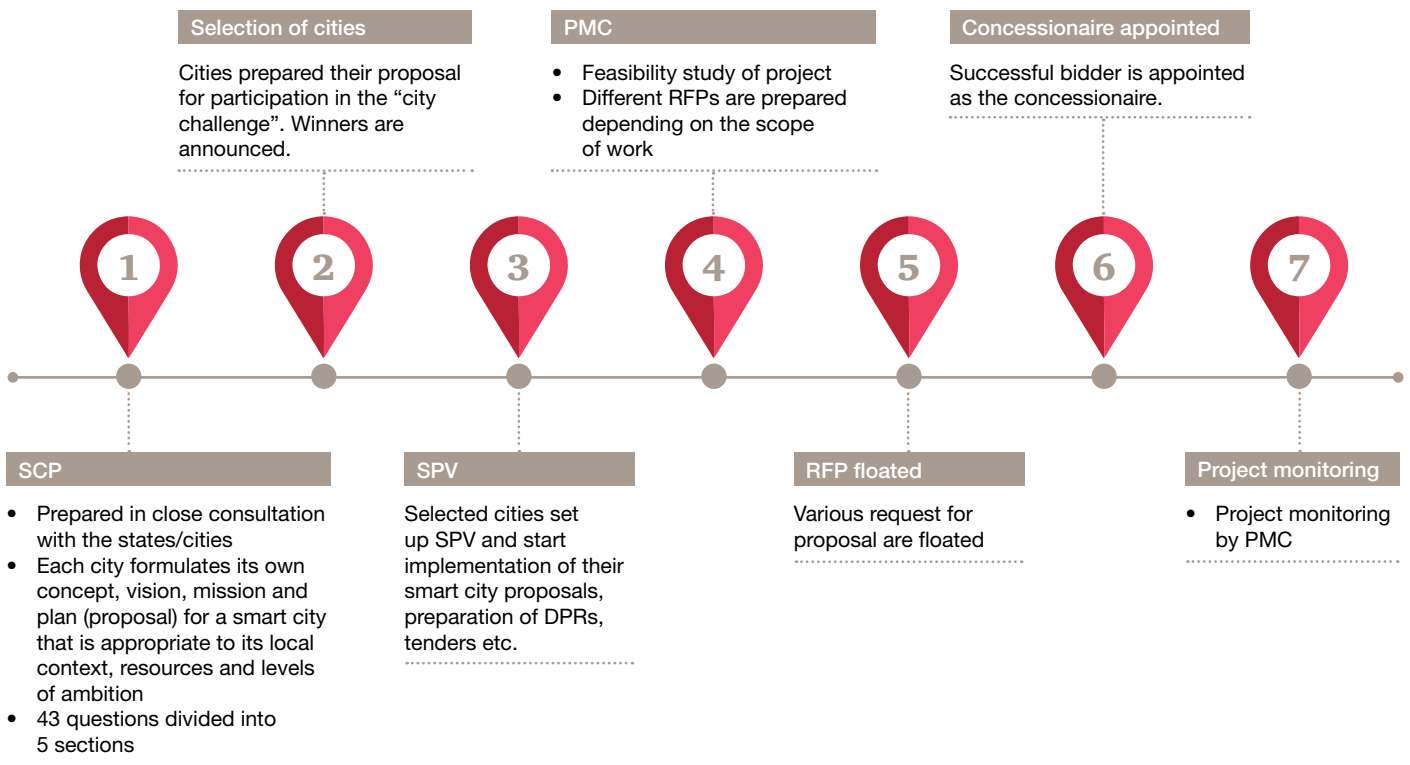 Selection of cities
Cities prepared their proposal
for participation in the “city
challenge”. Winners are
announced.
PMC
• Feasibility study of project
• Different RFPs are prepared
depending on the scope
of work
Concessionaire appointed
Successful bidder is appointed
as the concessionaire.
1
2
3
4
5
6
7
SCP
• Prepared in close consultation
with the states/cities
• Each city formulates its own
concept, vision, mission and
plan (proposal) for a smart city
that is appropriate to its local
context, resources and levels
of ambition
• 43 questions divided into
5 sections
SPV
Selected cities set
up SPV and start
implementation of their
smart city proposals,
preparation of DPRs,
tenders etc.
RFP floated
Various request for
proposal are floated
Project monitoring
• Project monitoring
by PMC